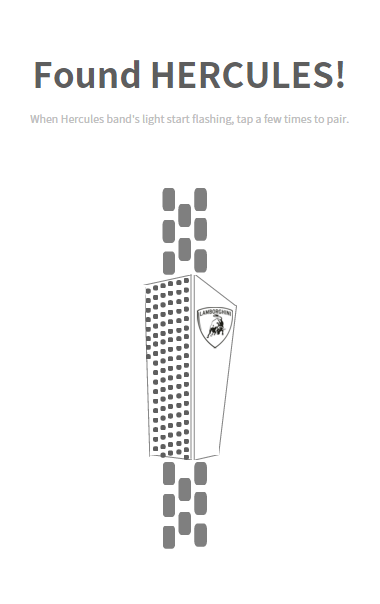 Found HERCULES!
When Hercules band's light start flashing, tap a few times to pair.
LAMBORGHINI